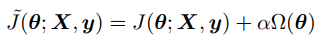 J̃(θ; X, y) = J(θ; X, y) + αΩ(θ)